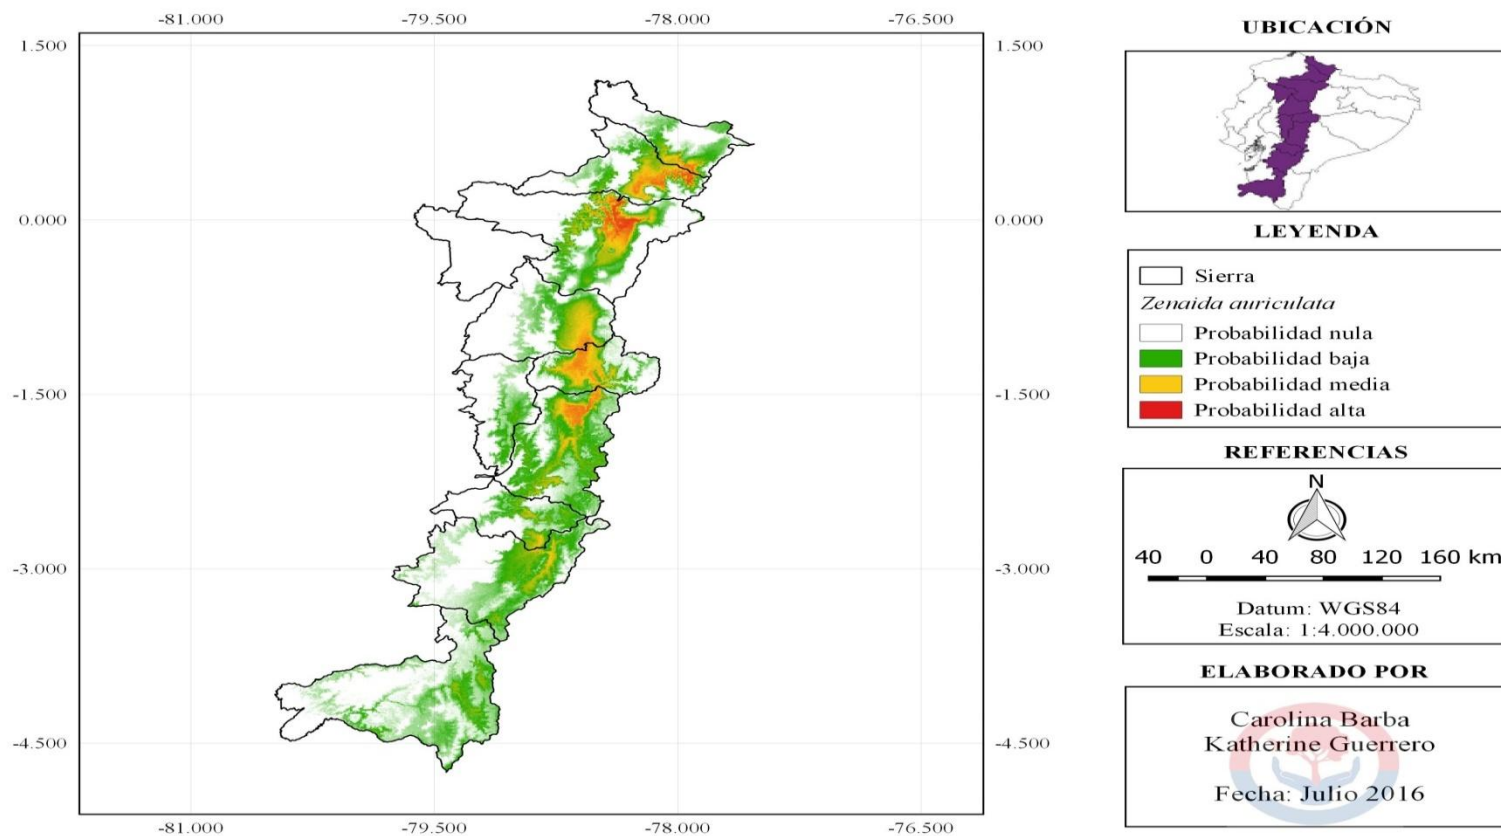 -81.000 -79.500 -78.000 -76.500
1.500 1.500
0.000 0.000
-1.500 -1.500
-3.000 -3.000
-4.500 -4.500
-81.000 -79.500 -78.000 -76.500
UBICACIÓN
LEYENDA
Sierra
Zenaida auriculata
Probabilidad nula
Probabilidad baja
Probabilidad media
Probabilidad alta
REFERENCIAS
N
40 0 40 80 120 160 km
Datum: WGS84
Escala: 1:4.000.000
ELABORADO POR
Carolina Barba
Katherine Guerrero
Fecha: Julio 2016